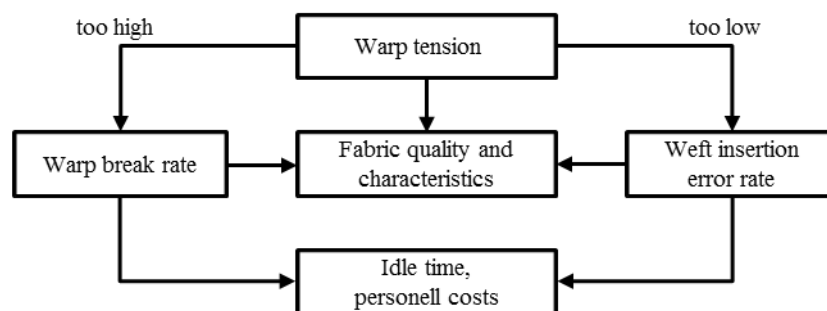 too high
Warp tension
too low
Warp break rate
Fabric quality and
characteristics
Weft insertion
error rate
Idle time,
personell costs